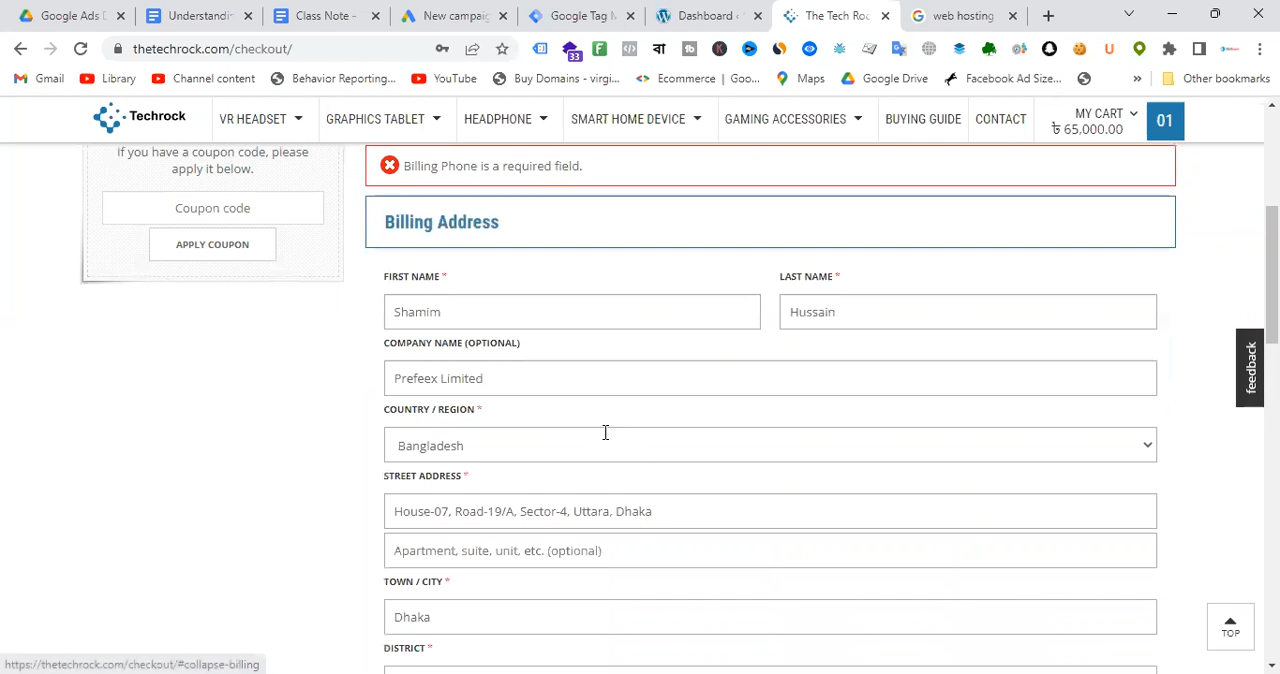 Google Ads D
Understandin
Class Note -
New campaig
Google Tag M
Dashboard ‹
The Tech Roc
web hosting
thetechrock.com/checkout/
33
Gmail
Library
Channel content
Behavior Reporting...
YouTube
Buy Domains - virgi...
Ecommerce | Goo...
Maps
Google Drive
Facebook Ad Size...
»
Other bookmarks
Techrock
VR HEADSET
GRAPHICS TABLET
HEADPHONE
SMART HOME DEVICE
GAMING ACCESSORIES
BUYING GUIDE
CONTACT
MY CART
৳ 65,000.00
01
If you have a coupon code, please
apply it below.
Coupon code
APPLY COUPON
Billing Phone is a required field.
Billing Address
FIRST NAME *
LAST NAME *
Shamim
Hussain
COMPANY NAME (OPTIONAL)
Prefeex Limited
COUNTRY / REGION *
Bangladesh
STREET ADDRESS *
House-07, Road-19/A, Sector-4, Uttara, Dhaka
Apartment, suite, unit, etc. (optional)
TOWN / CITY *
Dhaka
DISTRICT *
feedback
TOP
https://thetechrock.com/checkout/#collapse-billing